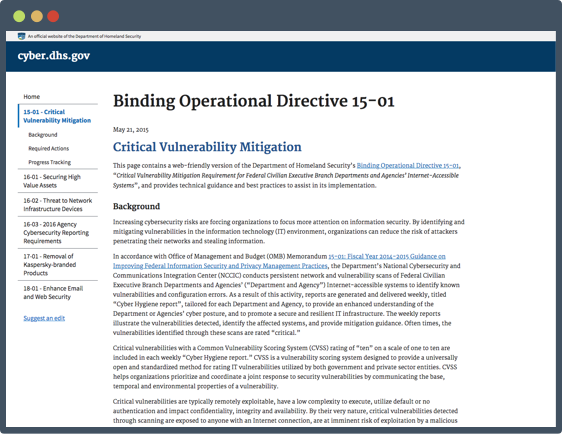 An official website of the Department of Homeland Security
cyber.dhs.gov
Home
15-01 - Critical
Vulnerability Mitigation
Background
Required Actions
Progress Tracking
16-01 - Securing High
Value Assets
16-02 - Threat to Network
Infrastructure Devices
16-03 - 2016 Agency
Cybersecurity Reporting
Requirements
17-01 - Removal of
Kaspersky-branded
Products
18-01 - Enhance Email
and Web Security
Suggest an edit
Binding Operational Directive 15-01
May 21, 2015
Critical Vulnerability Mitigation
This page contains a web-friendly version of the Department of Homeland Security's Binding Operational Directive 15-01,
"Critical Vulnerability Mitigation Requirement for Federal Civilian Executive Branch Departments and Agencies' Internet-Accessible
Systems", and provides technical guidance and best practices to assist in its implementation.
Background
Increasing cybersecurity risks are forcing organizations to focus more attention on information security. By identifying and
mitigating vulnerabilities in the information technology (IT) environment, organizations can reduce the risk of attackers
penetrating their networks and stealing information.
In accordance with Office of Management and Budget (OMB) Memorandum 15-01: Fiscal Year 2014-2015 Guidance on
Improving Federal Information Security and Privacy Management Practices, the Department's National Cybersecurity and
Communications Integration Center (NCCIC) conducts persistent network and vulnerability scans of Federal Civilian
Executive Branch Departments and Agencies' ("Department and Agency") Internet-accessible systems to identify known
vulnerabilities and configuration errors. As a result of this activity, reports are generated and delivered weekly, titled
"Cyber Hygiene report", tailored for each Department and Agency, to provide an enhanced understanding of the
Department or Agencies' cyber posture, and to promote a secure and resilient IT infrastructure. The weekly reports
illustrate the vulnerabilities detected, identify the affected systems, and provide mitigation guidance. Often times, the
vulnerabilities identified through these scans are rated "critical."
Critical vulnerabilities with a Common Vulnerability Scoring System (CVSS) rating of "ten" on a scale of one to ten are
included in each weekly "Cyber Hygiene report." CVSS is a vulnerability scoring system designed to provide a universally
open and standardized method for rating IT vulnerabilities utilized by both government and private sector entities. CVSS
helps organizations prioritize and coordinate a joint response to security vulnerabilities by communicating the base,
temporal and environmental properties of a vulnerability.
Critical vulnerabilities are typically remotely exploitable, have a low complexity to execute, utilize default or no
authentication and impact confidentiality, integrity and availability. By their very nature, critical vulnerabilities detected
through scanning are exposed to anyone with an Internet connection, are at imminent risk of exploitation by a malicious